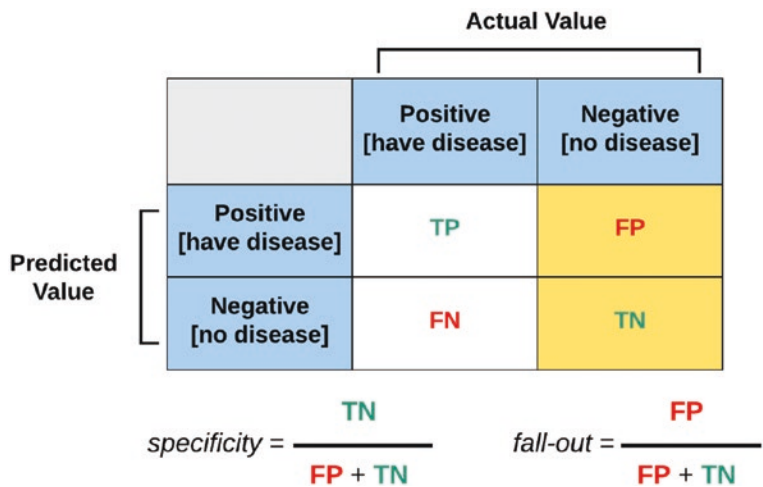 Actual Value
Positive
[have disease]
Negative
[no disease]
Predicted
Value
Positive
[have disease]
TP
FP
Negative
[no disease]
FN
TN
specificity = TN / FP + TN
fall-out = FP / FP + TN